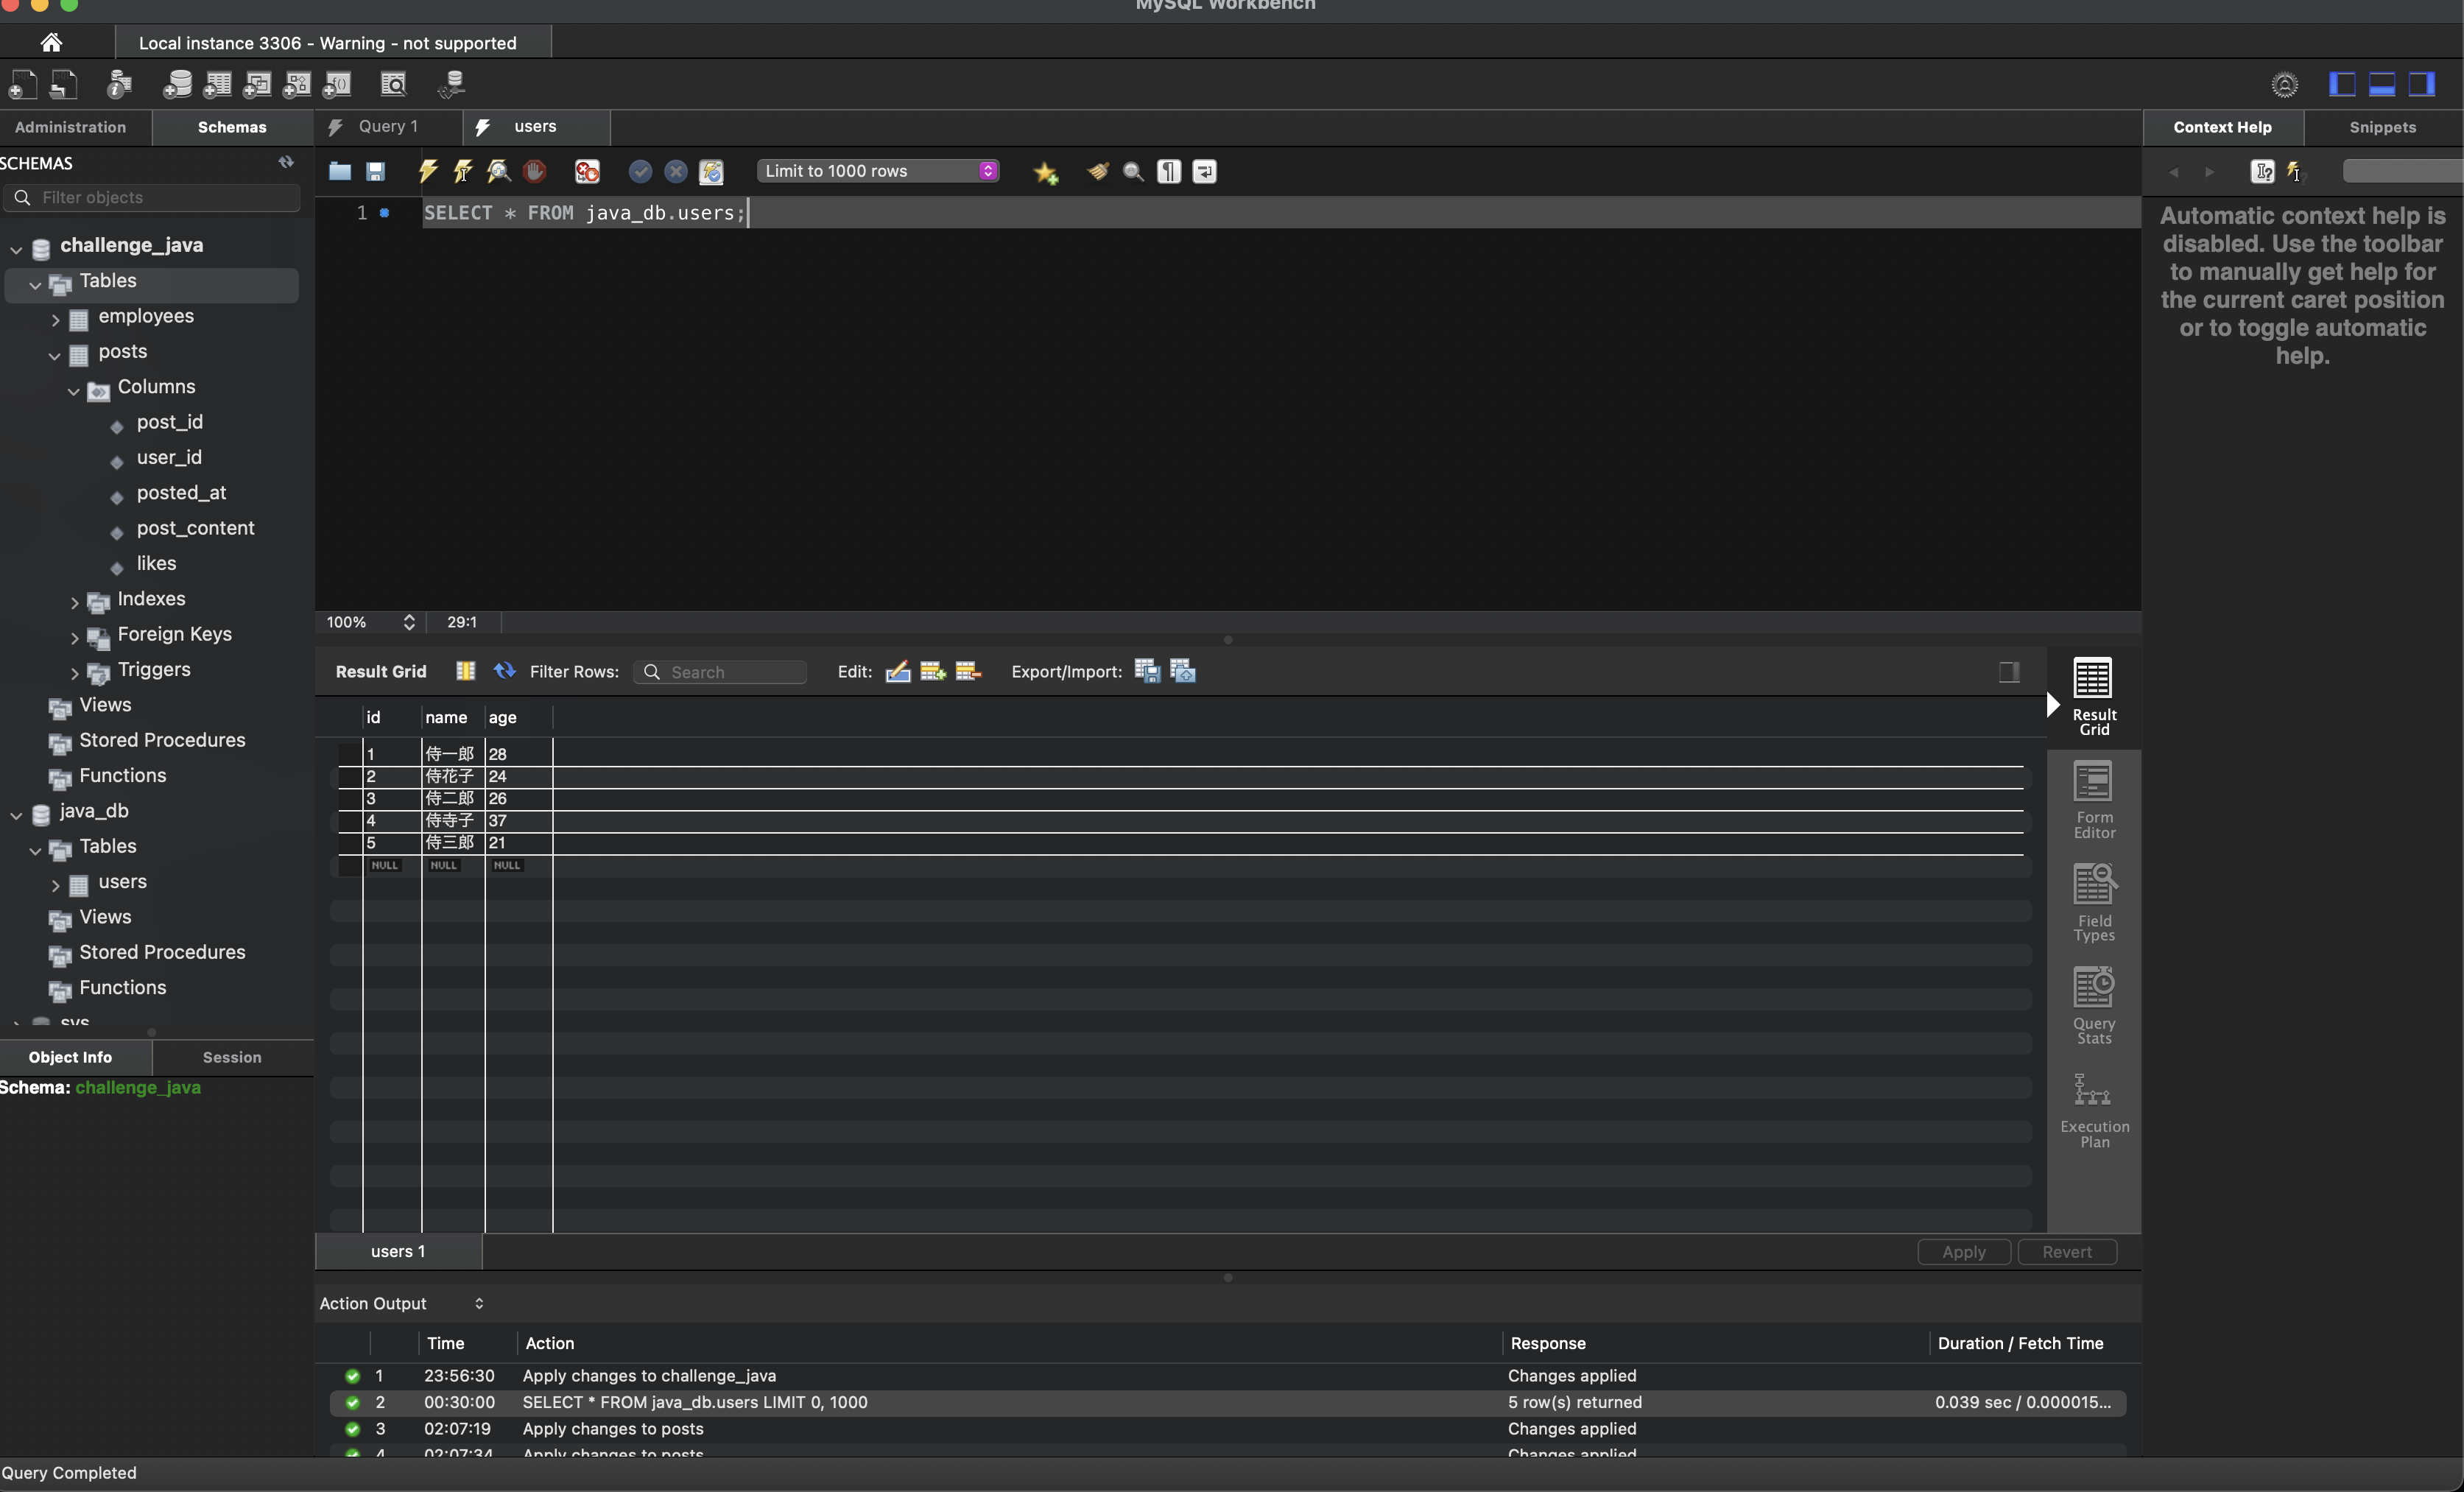 MySQL Workbench
Local instance 3306 - Warning - not supported
Administration
Schemas
Query 1
users
Context Help
Snippets
SCHEMAS
Filter objects
Limit to 1000 rows
1
SELECT * FROM java_db.users;
Automatic context help is
disabled. Use the toolbar
to manually get help for
the current caret position
or to toggle automatic
help.
challenge_java
Tables
employees
posts
Columns
post_id
user_id
posted_at
post_content
likes
Indexes
Foreign Keys
Triggers
Views
Stored Procedures
Functions
java_db
Tables
users
Views
Stored Procedures
Functions
sys
Object Info
Session
Schema: challenge_java
100%
29:1
Result Grid
Filter Rows:
Search
Edit:
Export/Import:
id name age
1 侍一郎 28
2 侍花子 24
3 侍二郎 26
4 侍寺子 37
5 侍三郎 21
NULL NULL NULL
Result
Grid
Form
Editor
Field
Types
Query
Stats
Execution
Plan
users 1
Apply
Revert
Action Output
Time Action Response Duration / Fetch Time
1 23:56:30 Apply changes to challenge_java Changes applied
2 00:30:00 SELECT * FROM java_db.users LIMIT 0, 1000 5 row(s) returned 0.039 sec / 0.000015...
3 02:07:19 Apply changes to posts Changes applied
4 02:07:34 Apply changes to posts Changes applied
Query Completed